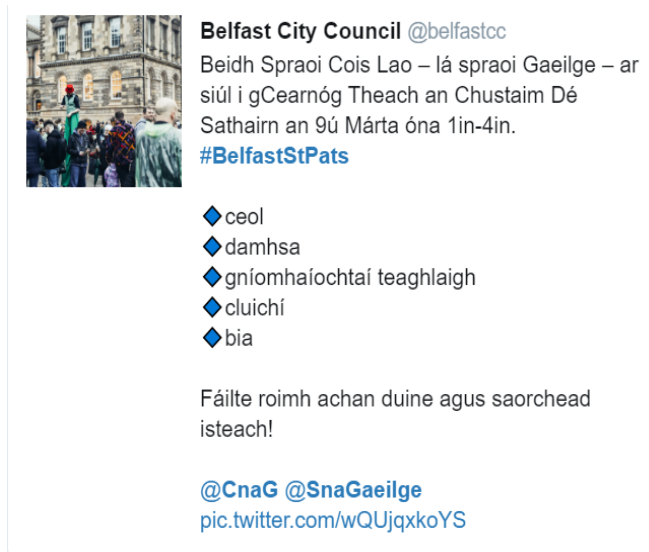 Belfast City Council @belfastcc
Beidh Spraoi Cois Lao – lá spraoi Gaeilge – ar
siúl i gCearnóg Theach an Chustaim Dé
Sathairn an 9ú Márta óna 1in-4in.
#BelfastStPats
ceol
damhsa
gníomhaíochtaí teaghlaigh
cluichí
bia
Fáilte roimh achan duine agus saorchead
isteach!
@CnaG @SnaGaeilge
pic.twitter.com/wQUjqxkoYS